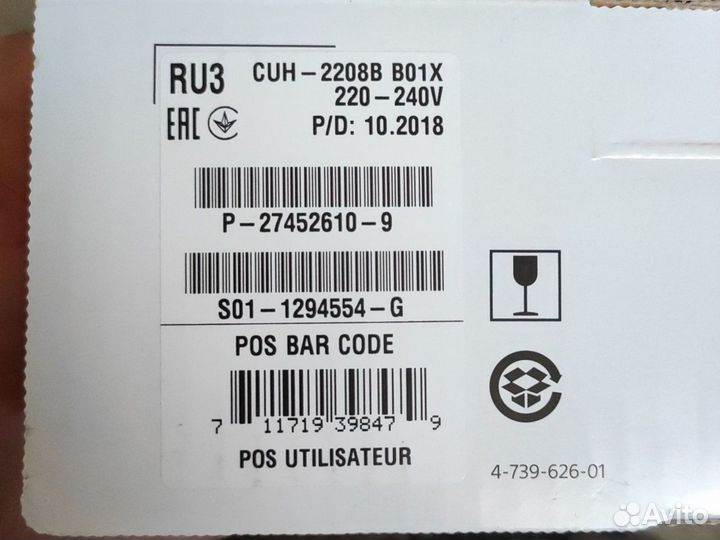 RU3
CUH-2208B B01X
220-240V
EAC
P/D: 10.2018
P-27452610-9
S01-1294554-G
POS BAR CODE
7 11719 39847 9
POS UTILISATEUR
4-739-626-01
Avito